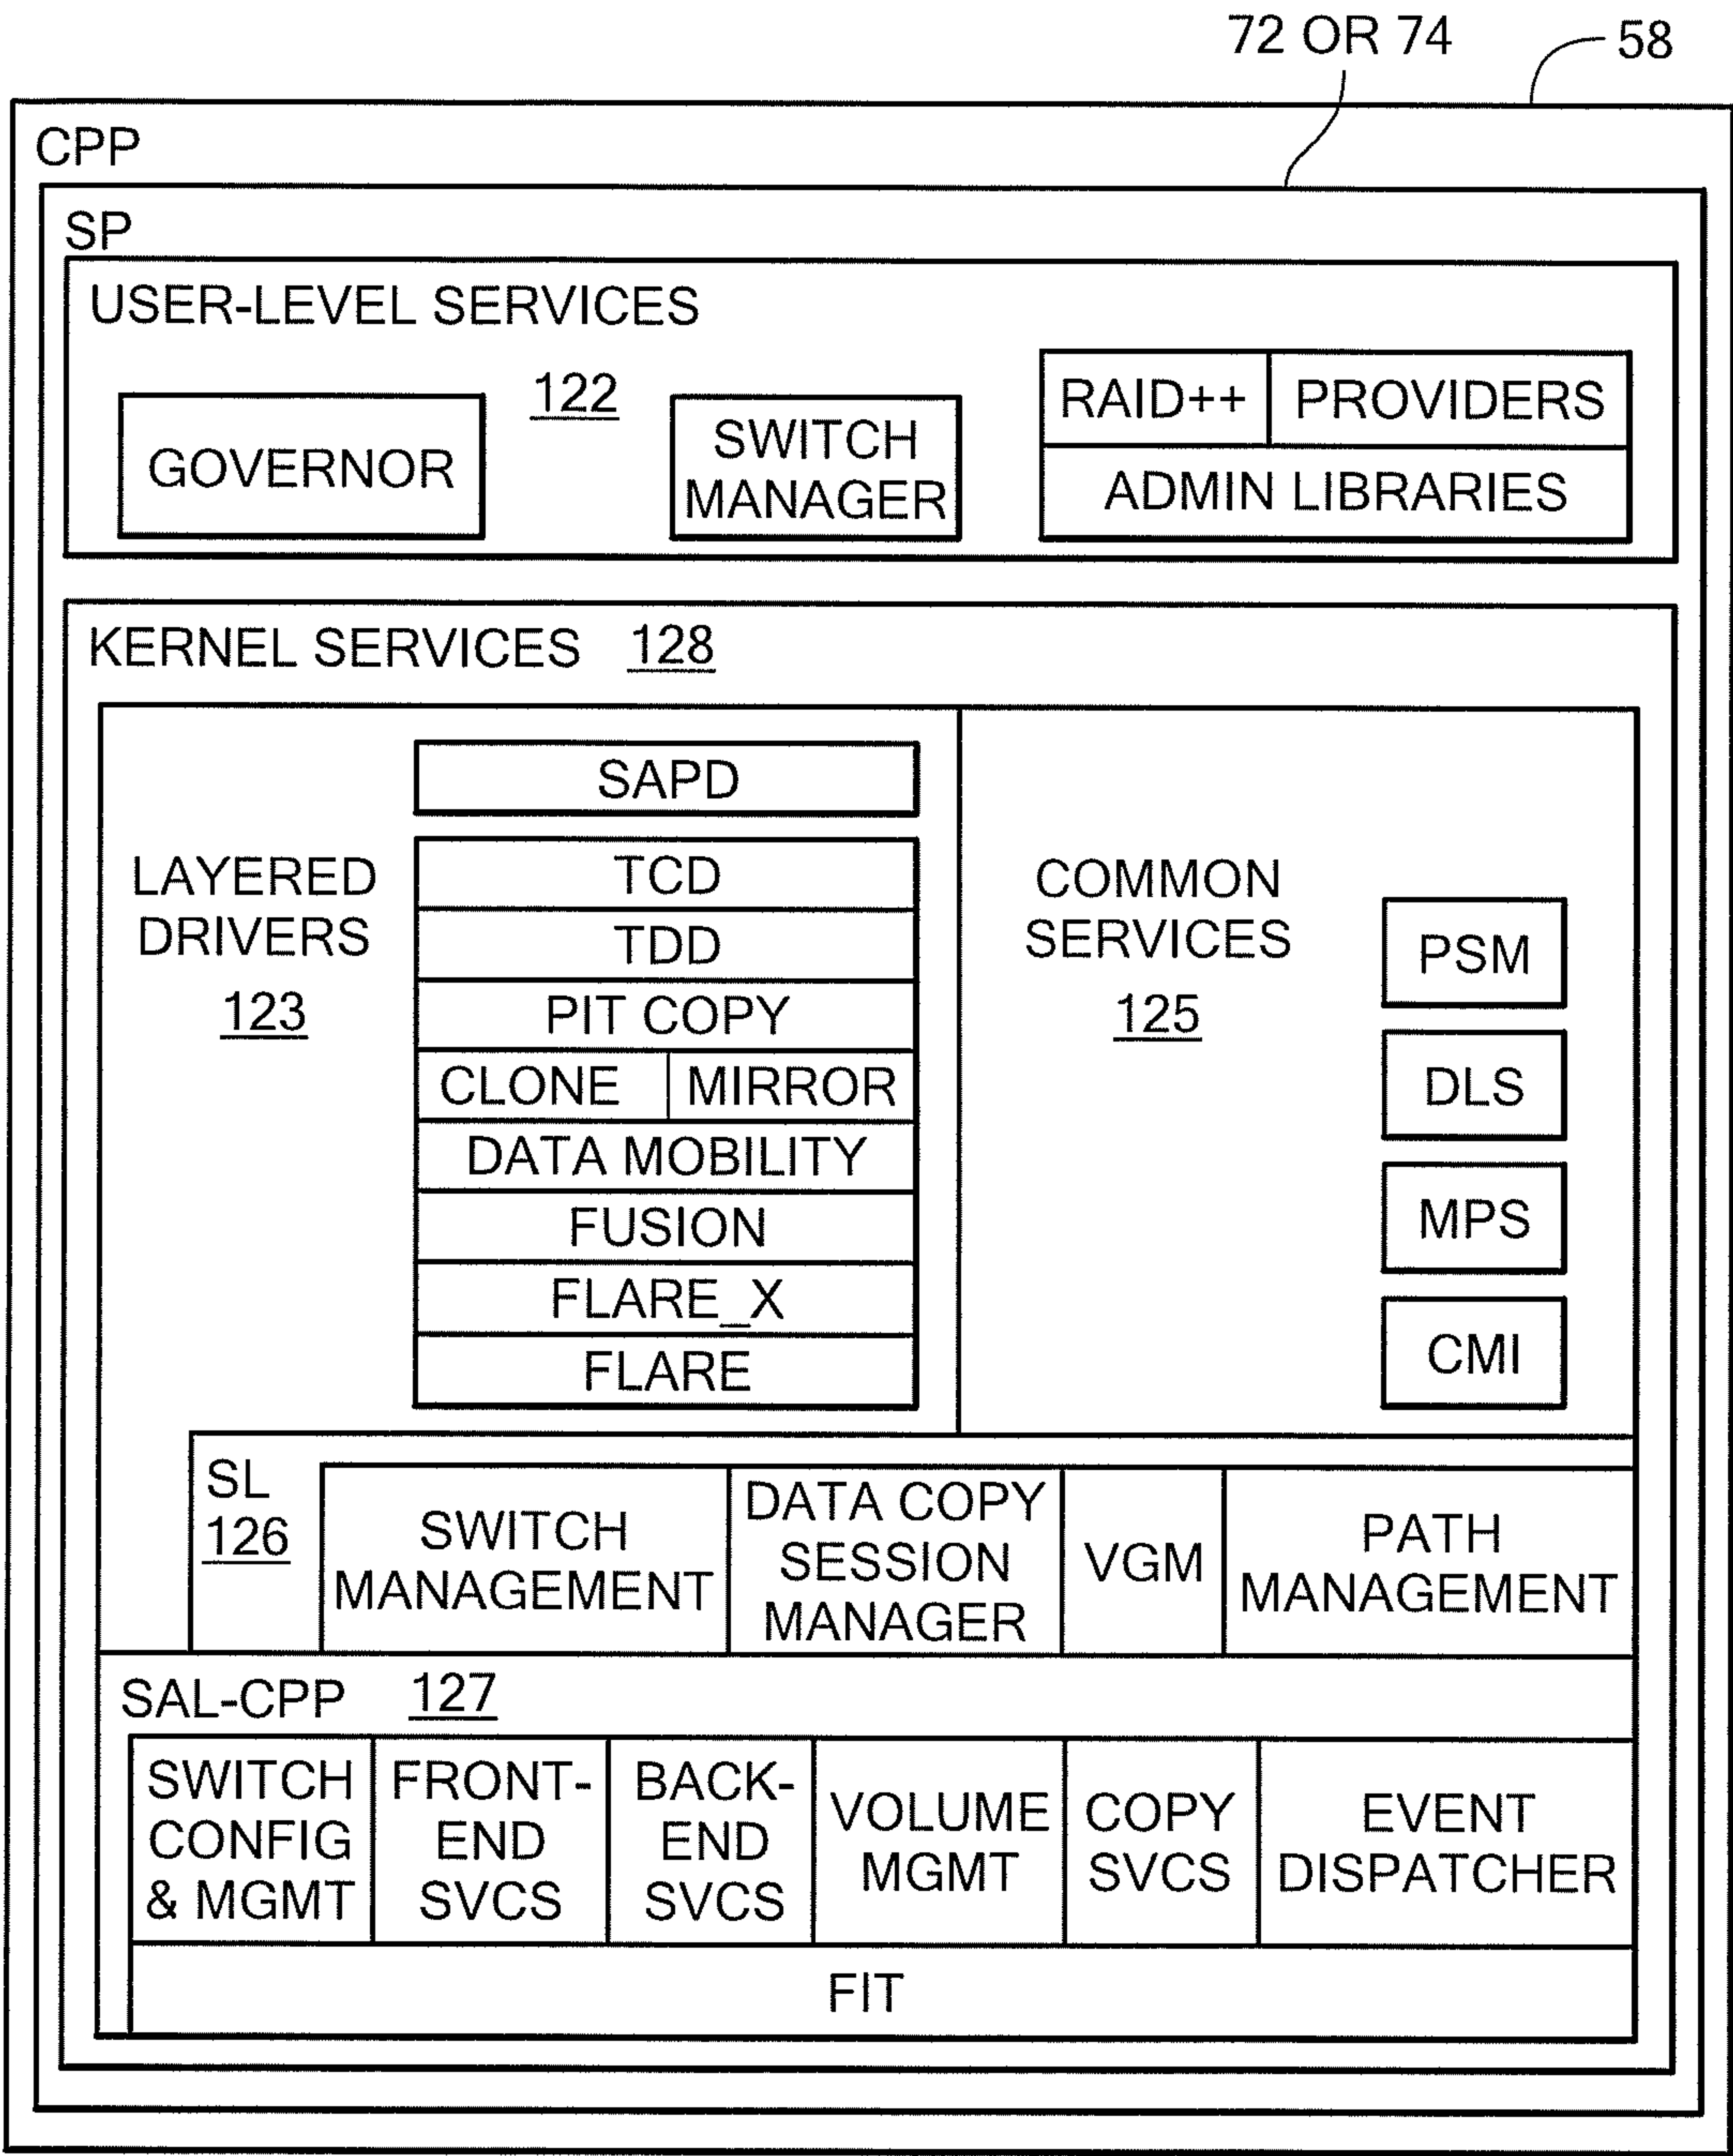 72 OR 74
58
CPP
SP
USER-LEVEL SERVICES
122
GOVERNOR
SWITCH
MANAGER
RAID++
PROVIDERS
ADMIN LIBRARIES
KERNEL SERVICES 128
LAYERED
DRIVERS
123
SAPD
TCD
TDD
PIT COPY
CLONE
MIRROR
DATA MOBILITY
FUSION
FLARE_X
FLARE
COMMON
SERVICES
125
PSM
DLS
MPS
CMI
SL
126
SWITCH
MANAGEMENT
DATA COPY
SESSION
MANAGER
VGM
PATH
MANAGEMENT
SAL-CPP 127
SWITCH
CONFIG
& MGMT
FRONT-
END
SVCS
BACK-
END
SVCS
VOLUME
MGMT
COPY
SVCS
EVENT
DISPATCHER
FIT